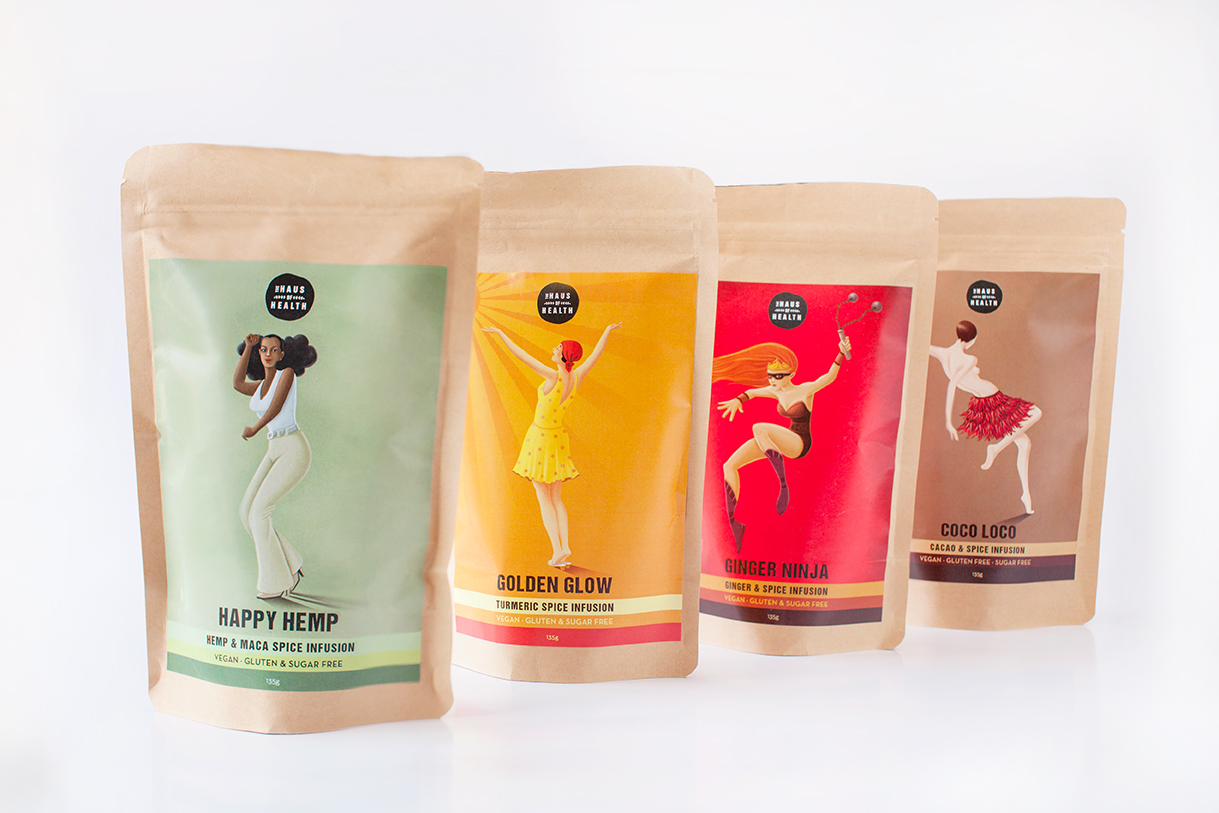 THE HAUS
OF
HEALTH
HAPPY HEMP
HEMP & MACA SPICE INFUSION
VEGAN · GLUTEN & SUGAR FREE
135g
THE HAUS
OF
HEALTH
GOLDEN GLOW
TURMERIC SPICE INFUSION
VEGAN · GLUTEN & SUGAR FREE
135g
THE HAUS
OF
HEALTH
GINGER NINJA
GINGER & SPICE INFUSION
VEGAN · GLUTEN & SUGAR FREE
135g
THE HAUS
OF
HEALTH
COCO LOCO
CACAO & SPICE INFUSION
VEGAN · GLUTEN FREE · SUGAR FREE
135g